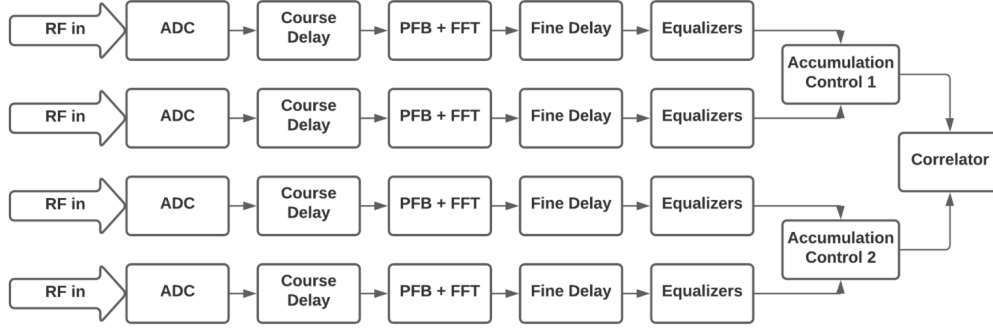 RF in
ADC
Course
Delay
PFB + FFT
Fine Delay
Equalizers
Accumulation
Control 1
RF in
ADC
Course
Delay
PFB + FFT
Fine Delay
Equalizers
Correlator
RF in
ADC
Course
Delay
PFB + FFT
Fine Delay
Equalizers
Accumulation
Control 2
RF in
ADC
Course
Delay
PFB + FFT
Fine Delay
Equalizers